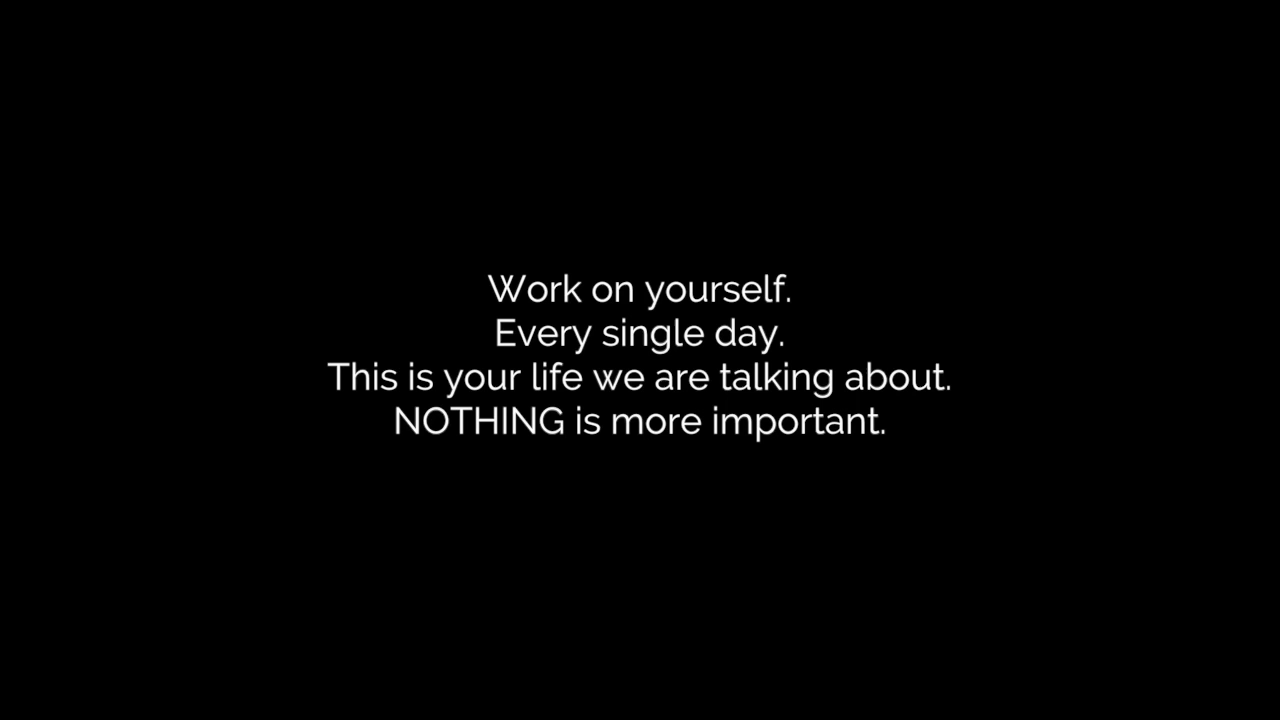 Work on yourself.
Every single day.
This is your life we are talking about.
NOTHING is more important.